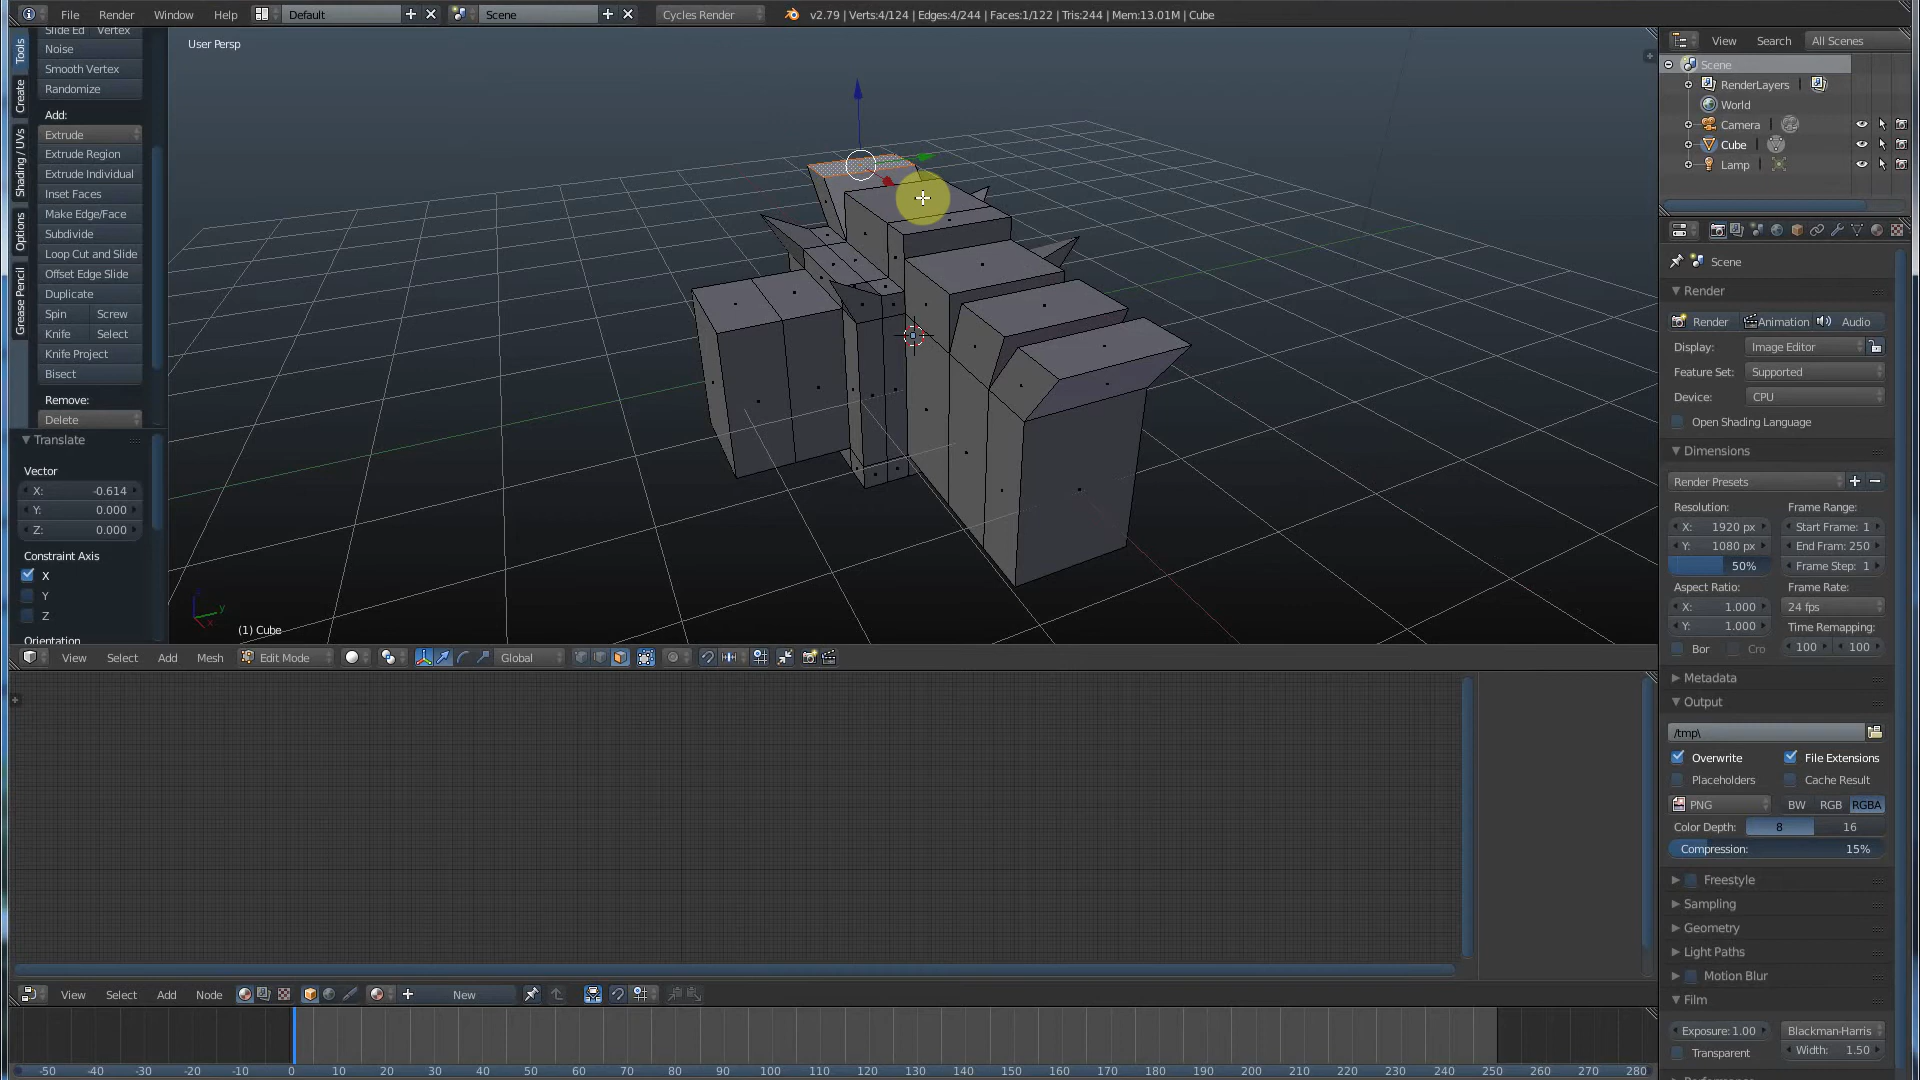 File Render Window Help Default Scene Cycles Render v2.79 | Verts:4/124 | Edges:4/244 | Faces:1/122 | Tris:244 | Mem:13.01M | Cube
Tools
Create
Shading / UVs
Options
Grease Pencil
Slide Ed Vertex
Noise
Smooth Vertex
Randomize
Add:
Extrude
Extrude Region
Extrude Individual
Inset Faces
Make Edge/Face
Subdivide
Loop Cut and Slide
Offset Edge Slide
Duplicate
Spin Screw
Knife Select
Knife Project
Bisect
Remove:
Delete
Translate
Vector
X: -0.614
Y: 0.000
Z: 0.000
Constraint Axis
X
Y
Z
Orientation
User Persp
y
x
(1) Cube
View Select Add Mesh Edit Mode Global
View Select Add Node New
-50 -40 -30 -20 -10 0 10 20 30 40 50 60 70 80 90 100 110 120 130 140 150 160 170 180 190 200 210 220 230 240 250 260 270 280
View Search All Scenes
Scene
RenderLayers
World
Camera
Cube
Lamp
Scene
Render
Render Animation Audio
Display: Image Editor
Feature Set: Supported
Device: CPU
Open Shading Language
Dimensions
Render Presets
Resolution: Frame Range:
X: 1920 px Start Frame: 1
Y: 1080 px End Fram: 250
50% Frame Step: 1
Aspect Ratio: Frame Rate:
X: 1.000 24 fps
Y: 1.000 Time Remapping:
Bor Cro 100 100
Metadata
Output
/tmp\
Overwrite File Extensions
Placeholders Cache Result
PNG BW RGB RGBA
Color Depth: 8 16
Compression: 15%
Freestyle
Sampling
Geometry
Light Paths
Motion Blur
Film
Exposure: 1.00 Blackman-Harris
Transparent Width: 1.50